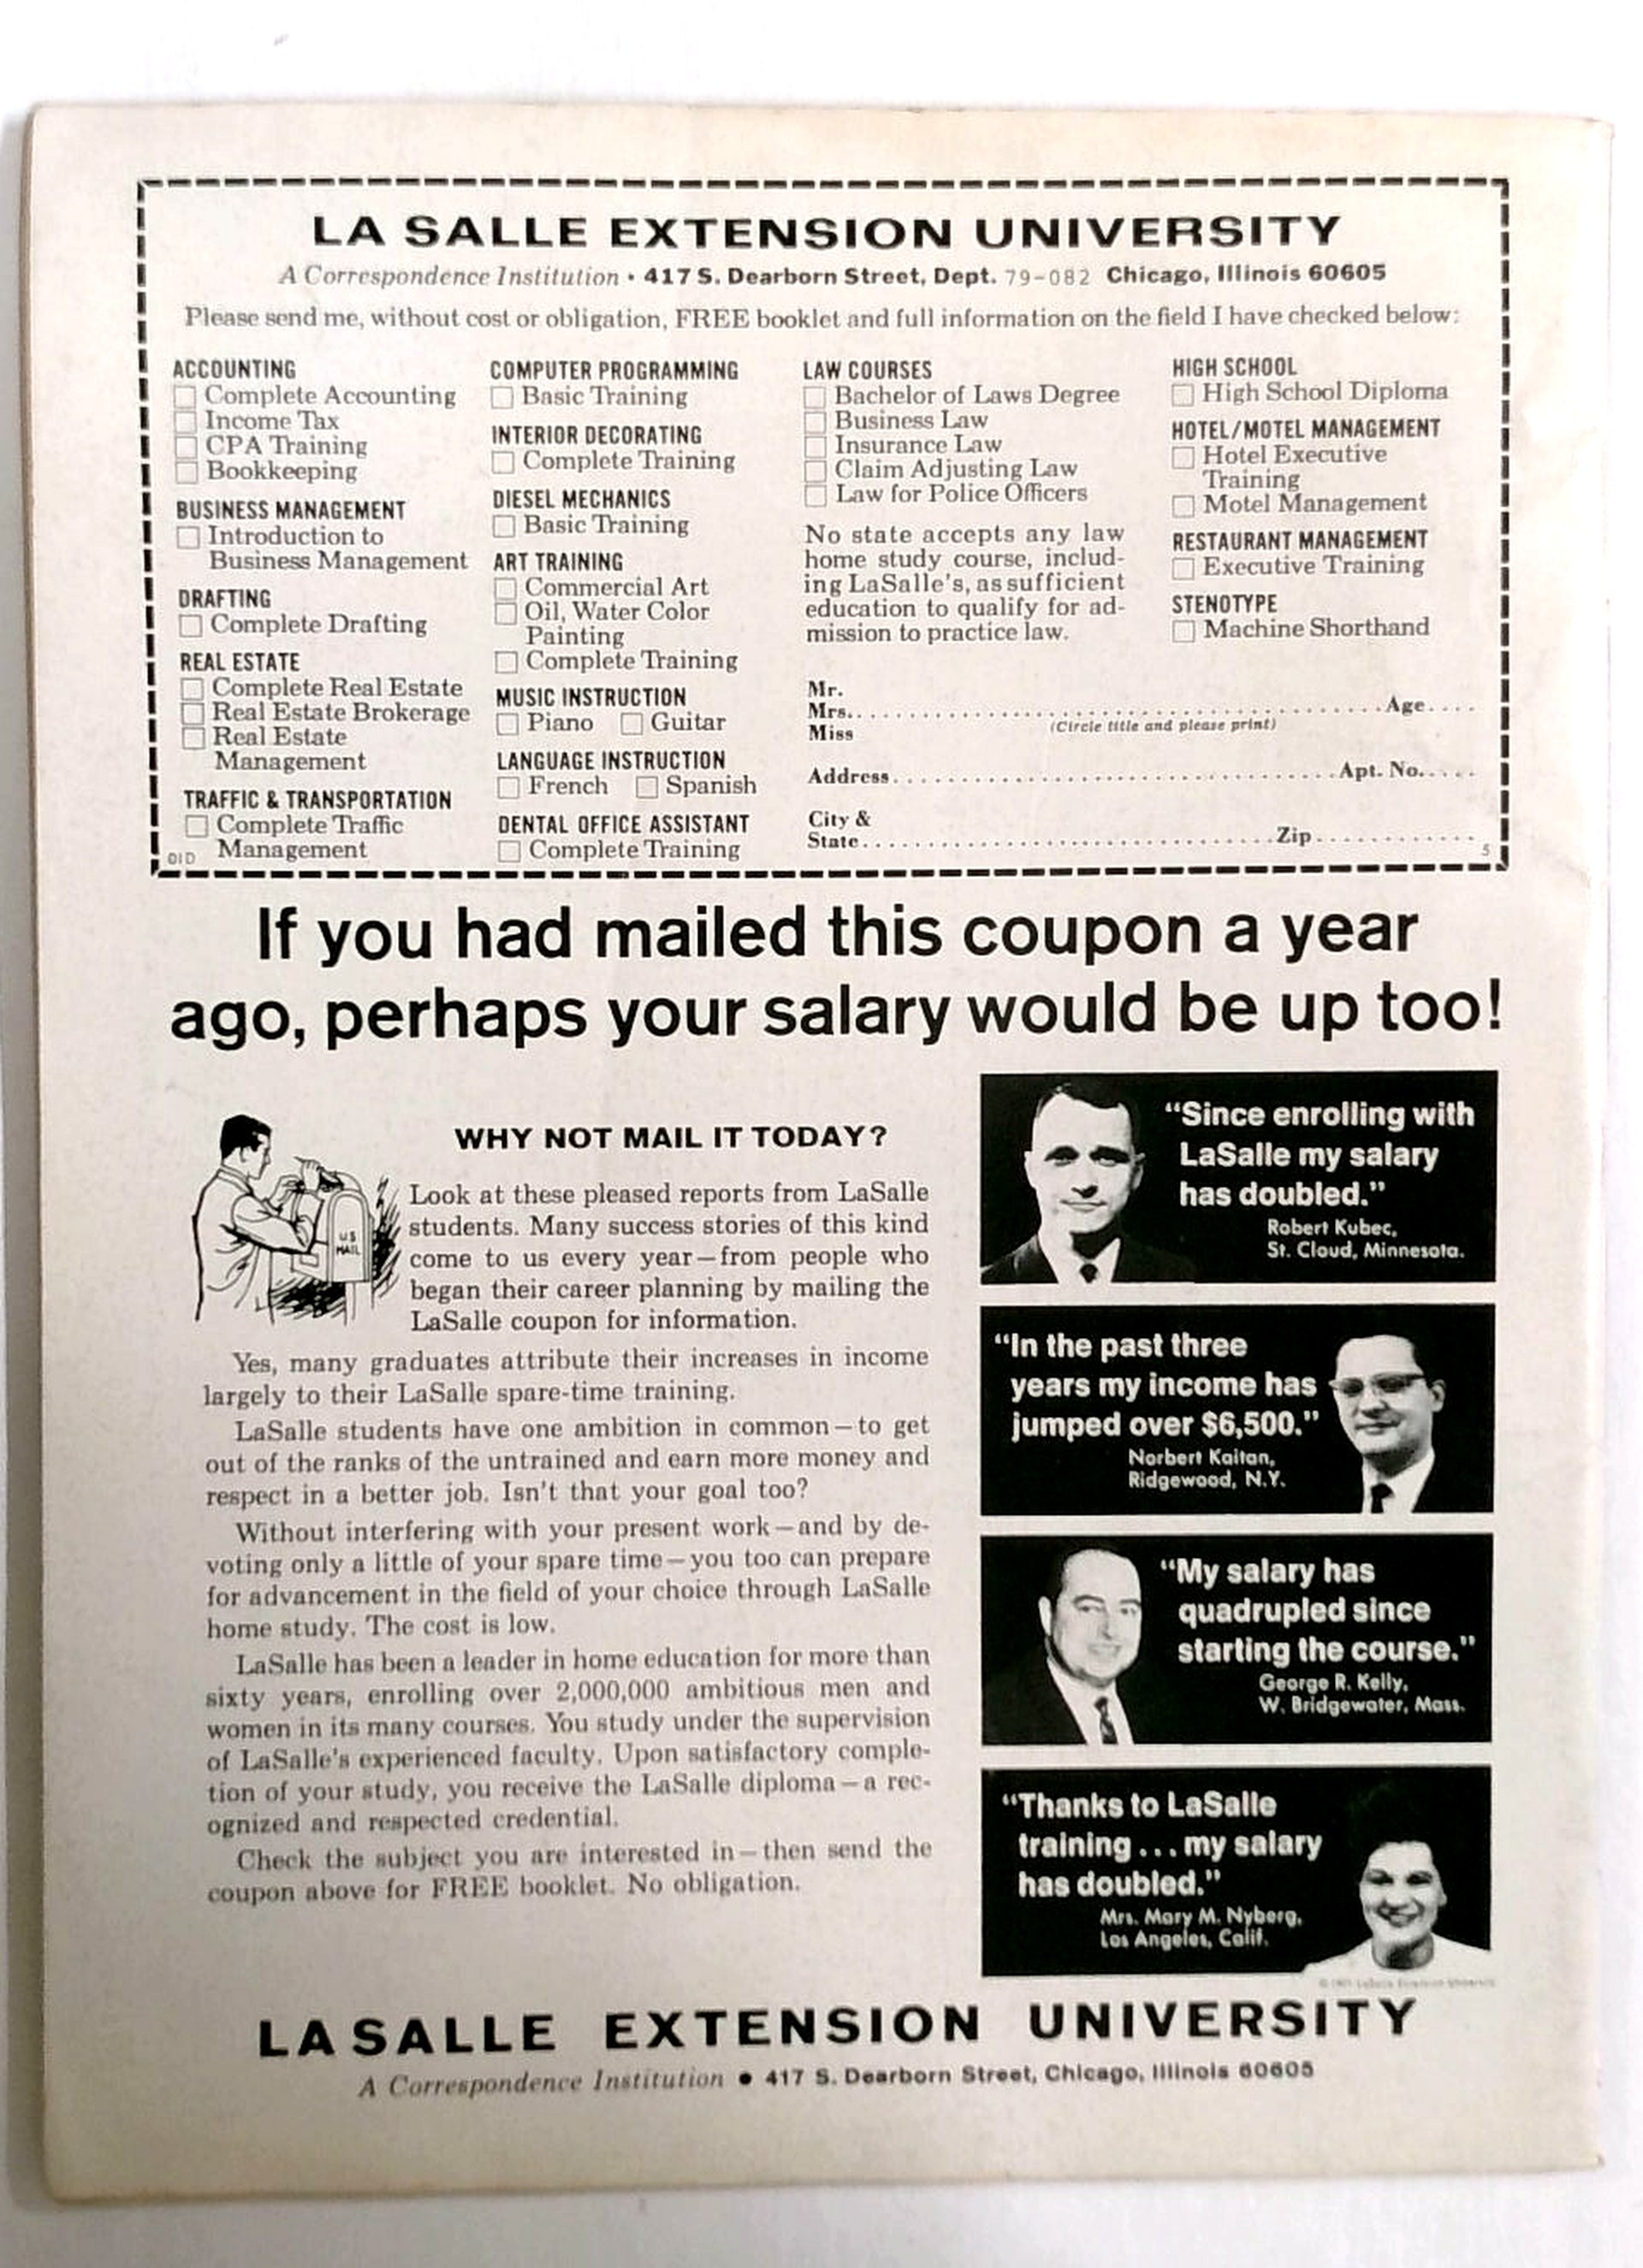 LA SALLE EXTENSION UNIVERSITY
A Correspondence Institution • 417 S. Dearborn Street, Dept. 79-082 Chicago, Illinois 60605
Please send me, without cost or obligation, FREE booklet and full information on the field I have checked below:
ACCOUNTING
Complete Accounting
Income Tax
CPA Training
Bookkeeping
BUSINESS MANAGEMENT
Introduction to
Business Management
DRAFTING
Complete Drafting
REAL ESTATE
Complete Real Estate
Real Estate Brokerage
Real Estate
Management
TRAFFIC & TRANSPORTATION
Complete Traffic
Management
01D
COMPUTER PROGRAMMING
Basic Training
INTERIOR DECORATING
Complete Training
DIESEL MECHANICS
Basic Training
ART TRAINING
Commercial Art
Oil, Water Color
Painting
Complete Training
MUSIC INSTRUCTION
Piano Guitar
LANGUAGE INSTRUCTION
French Spanish
DENTAL OFFICE ASSISTANT
Complete Training
LAW COURSES
Bachelor of Laws Degree
Business Law
Insurance Law
Claim Adjusting Law
Law for Police Officers
No state accepts any law
home study course, includ-
ing LaSalle's, as sufficient
education to qualify for ad-
mission to practice law.
HIGH SCHOOL
High School Diploma
HOTEL/MOTEL MANAGEMENT
Hotel Executive
Training
Motel Management
RESTAURANT MANAGEMENT
Executive Training
STENOTYPE
Machine Shorthand
Mr.
Mrs. Age
(Circle title and please print)
Miss
Address Apt. No.
City &
State Zip
5
If you had mailed this coupon a year
ago, perhaps your salary would be up too!
U.S
MAIL
WHY NOT MAIL IT TODAY?
Look at these pleased reports from LaSalle
students. Many success stories of this kind
come to us every year—from people who
began their career planning by mailing the
LaSalle coupon for information.
Yes, many graduates attribute their increases in income
largely to their LaSalle spare-time training.
LaSalle students have one ambition in common—to get
out of the ranks of the untrained and earn more money and
respect in a better job. Isn't that your goal too?
Without interfering with your present work—and by de-
voting only a little of your spare time—you too can prepare
for advancement in the field of your choice through LaSalle
home study. The cost is low.
LaSalle has been a leader in home education for more than
sixty years, enrolling over 2,000,000 ambitious men and
women in its many courses. You study under the supervision
of LaSalle's experienced faculty. Upon satisfactory comple-
tion of your study, you receive the LaSalle diploma—a rec-
ognized and respected credential.
Check the subject you are interested in—then send the
coupon above for FREE booklet. No obligation.
“Since enrolling with
LaSalle my salary
has doubled.”
Robert Kubec,
St. Cloud, Minnesota.
“In the past three
years my income has
jumped over $6,500.”
Norbert Kaitan,
Ridgewood, N.Y.
“My salary has
quadrupled since
starting the course.”
George R. Kelly,
W. Bridgewater, Mass.
“Thanks to LaSalle
training . . . my salary
has doubled.”
Mrs. Mary M. Nyberg,
Los Angeles, Calif.
LaSalle Extension University
LASALLE EXTENSION UNIVERSITY
A Correspondence Institution • 417 S. Dearborn Street, Chicago, Illinois 60605